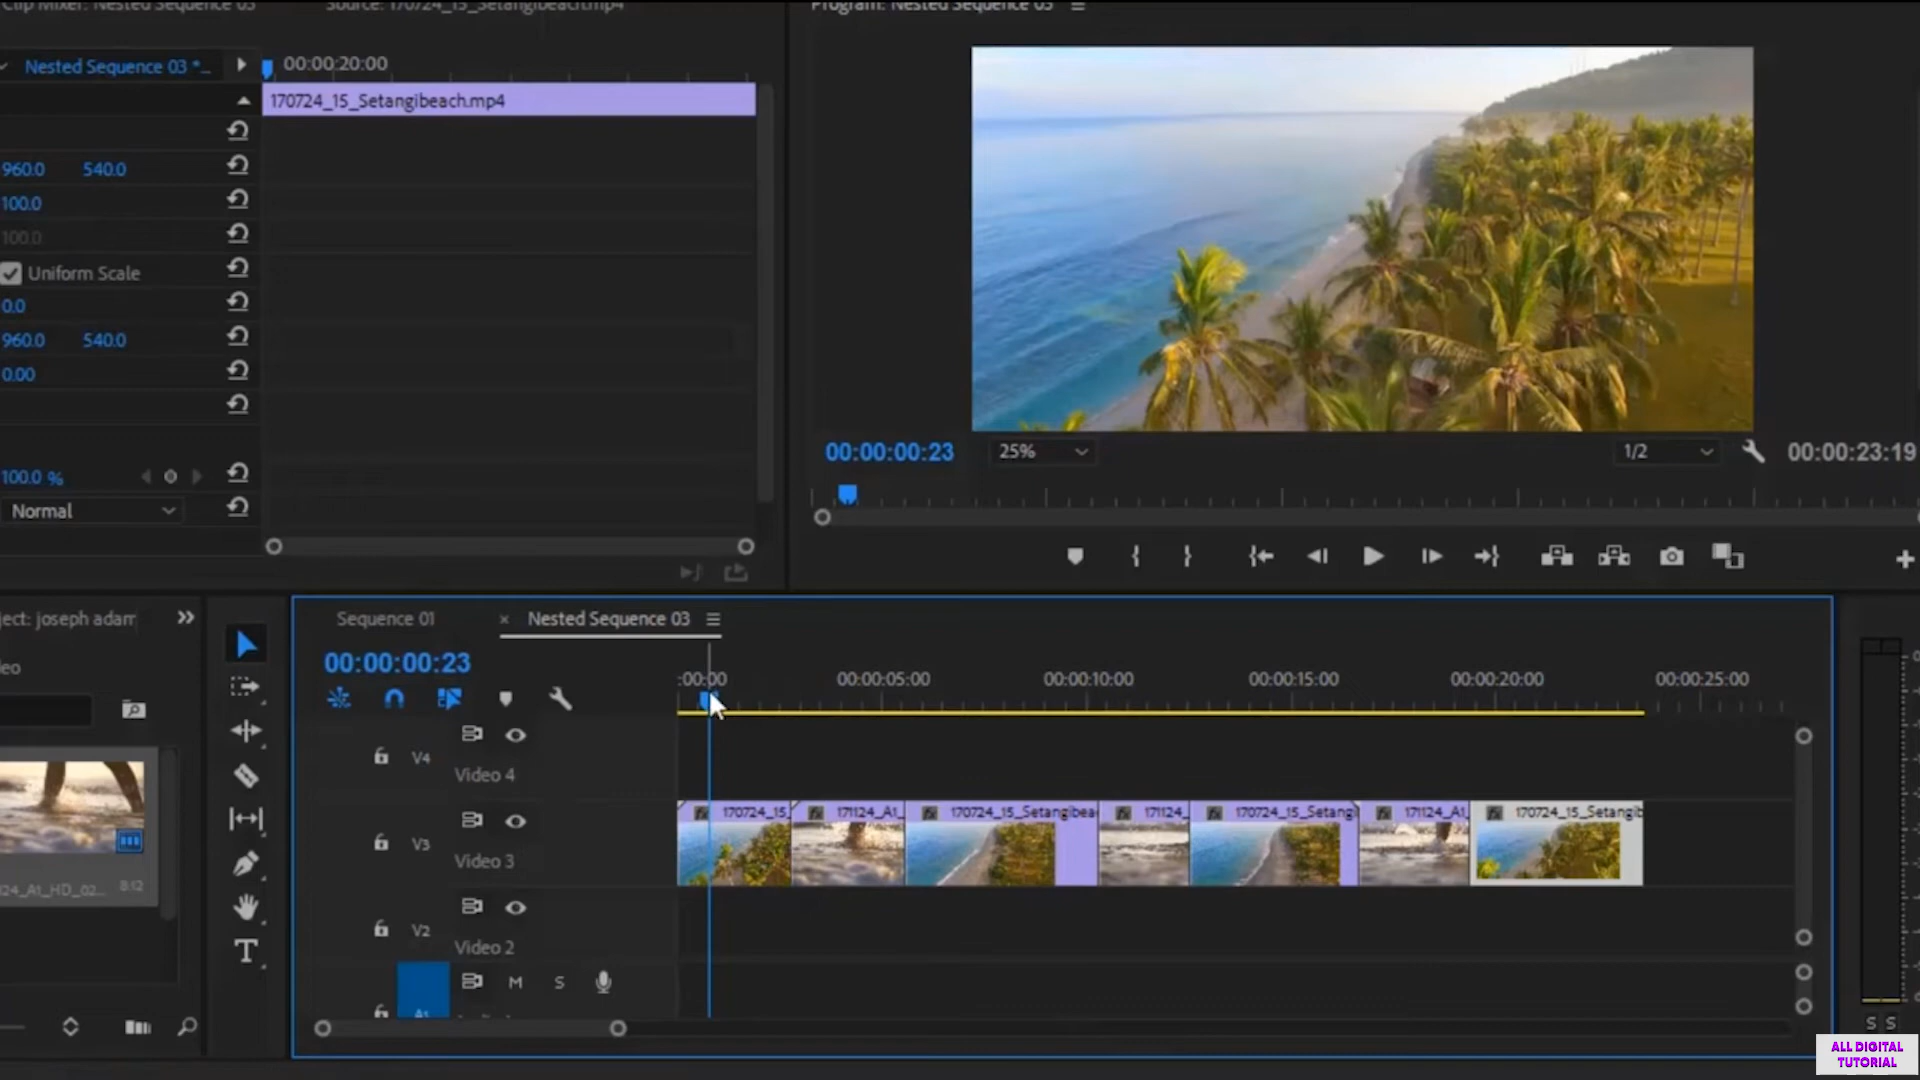 Clip Mixer: Nested Sequence 03
Source: 170724_15_Setangibeach.mp4
Program: Nested Sequence 03
Nested Sequence 03 *...
00:00:20:00
170724_15_Setangibeach.mp4
960.0 540.0
100.0
100.0
Uniform Scale
0.0
960.0 540.0
0.00
100.0 %
Normal
00:00:00:23
25%
1/2
00:00:23:19
ject: joseph adam
eo
24_A1_HD_02... 8:12
Sequence 01
× Nested Sequence 03
00:00:00:23
:00:00 00:00:05:00 00:00:10:00 00:00:15:00 00:00:20:00 00:00:25:00
V4
Video 4
170724_15_ 171124_A1_ 170724_15_Setangibea 171124_ 170724_15_Setang 171124_A1_ 170724_15_Setangib
V3
Video 3
V2
Video 2
M S
A1
T
S S
ALL DIGITAL
TUTORIAL